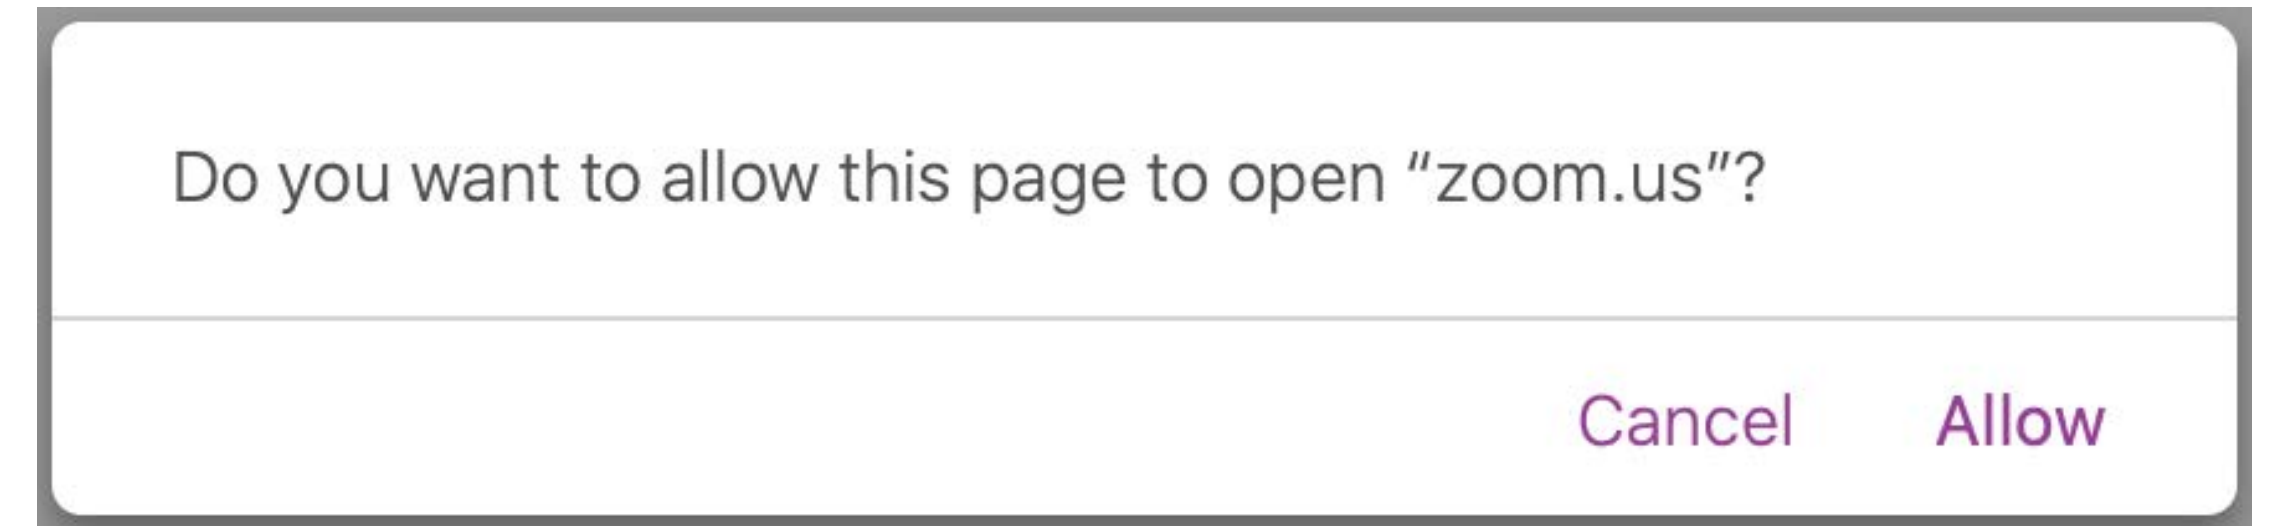 Do you want to allow this page to open “zoom.us”?
Cancel Allow